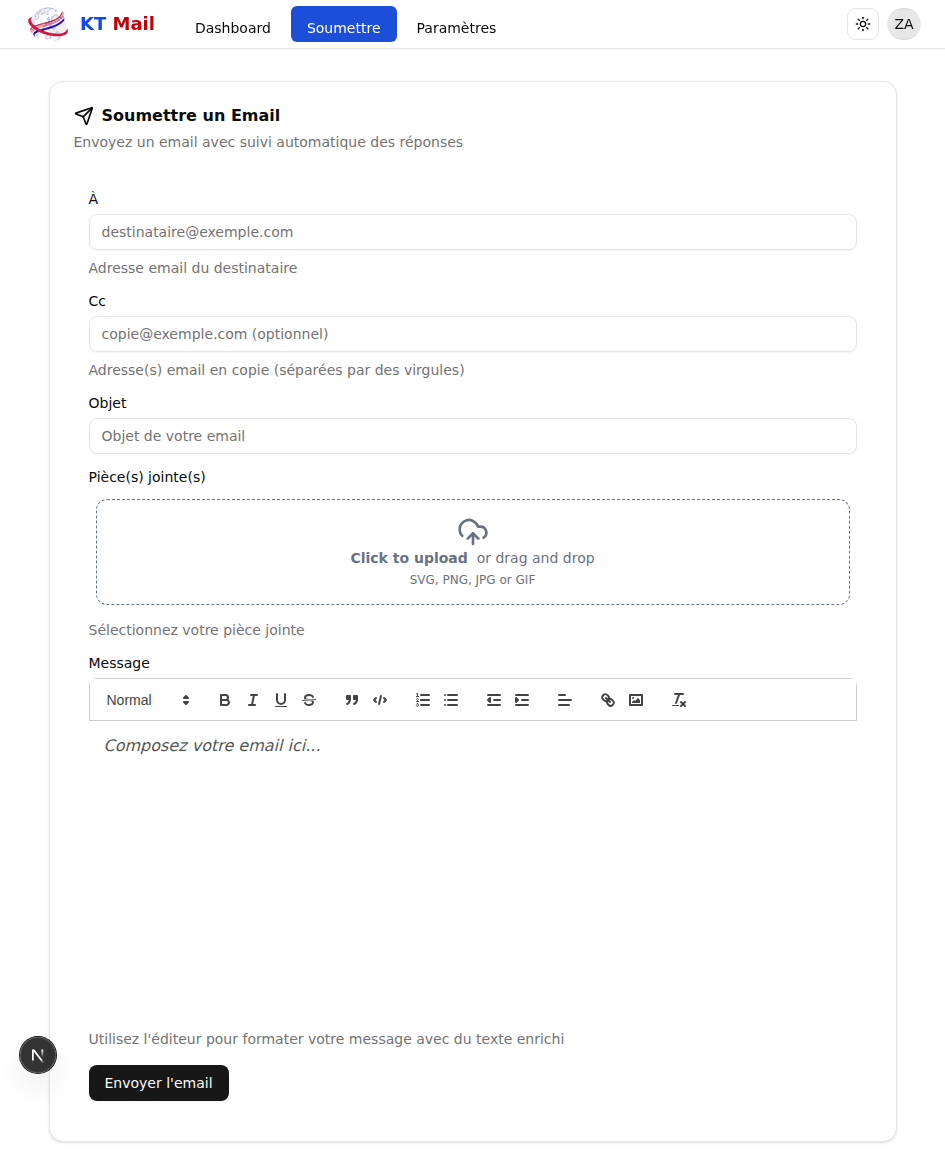 KT Mail
Dashboard
Soumettre
Paramètres
ZA
Soumettre un Email
Envoyez un email avec suivi automatique des réponses
À
destinataire@exemple.com
Adresse email du destinataire
Cc
copie@exemple.com (optionnel)
Adresse(s) email en copie (séparées par des virgules)
Objet
Objet de votre email
Pièce(s) jointe(s)
Click to upload or drag and drop
SVG, PNG, JPG or GIF
Sélectionnez votre pièce jointe
Message
Normal
Composez votre email ici...
Utilisez l'éditeur pour formater votre message avec du texte enrichi
N
Envoyer l'email